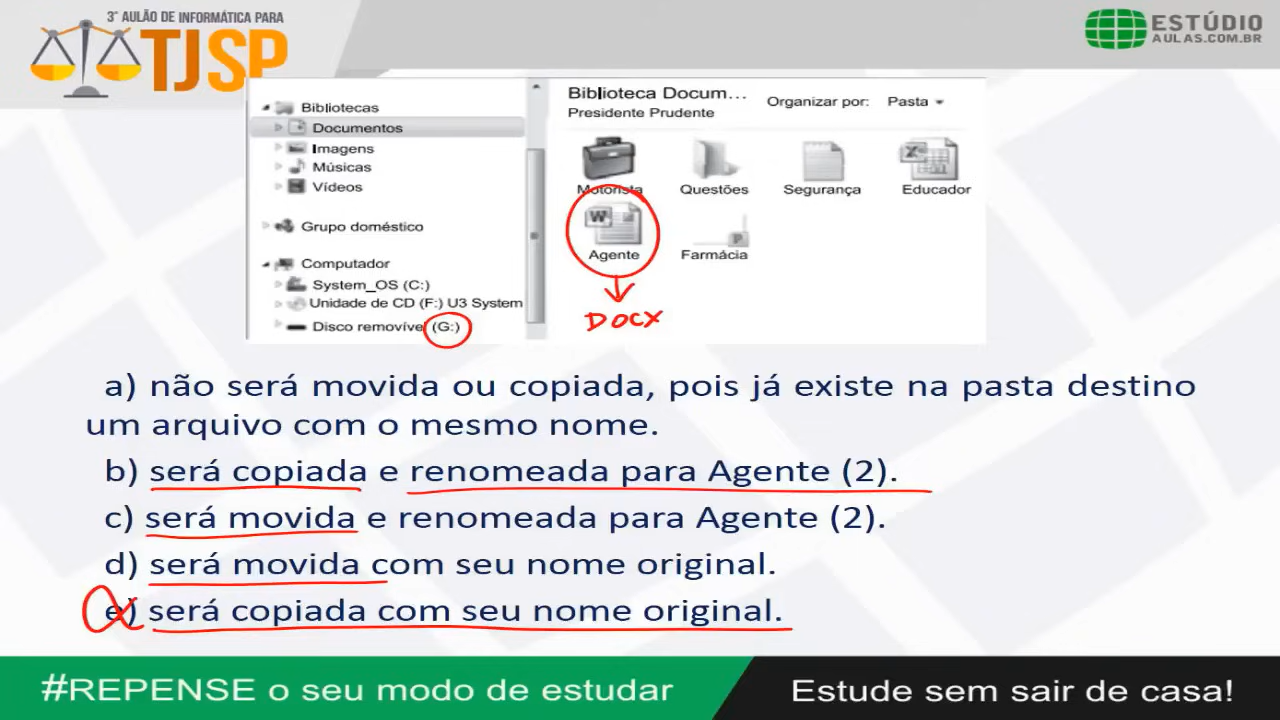 3° AULÃO DE INFORMÁTICA PARA
TJSP
ESTÚDIO
AULAS.COM.BR
Bibliotecas
Documentos
Imagens
Músicas
Vídeos
Grupo doméstico
Computador
System_OS (C:)
Unidade de CD (F:) U3 System
Disco removível (G:)
Biblioteca Docum...
Presidente Prudente
Organizar por: Pasta
Motorista Questões Segurança Educador
Agente Farmácia
DOCX
a) não será movida ou copiada, pois já existe na pasta destino
um arquivo com o mesmo nome.
b) será copiada e renomeada para Agente (2).
c) será movida e renomeada para Agente (2).
d) será movida com seu nome original.
e) será copiada com seu nome original.
#REPENSE o seu modo de estudar
Estude sem sair de casa!